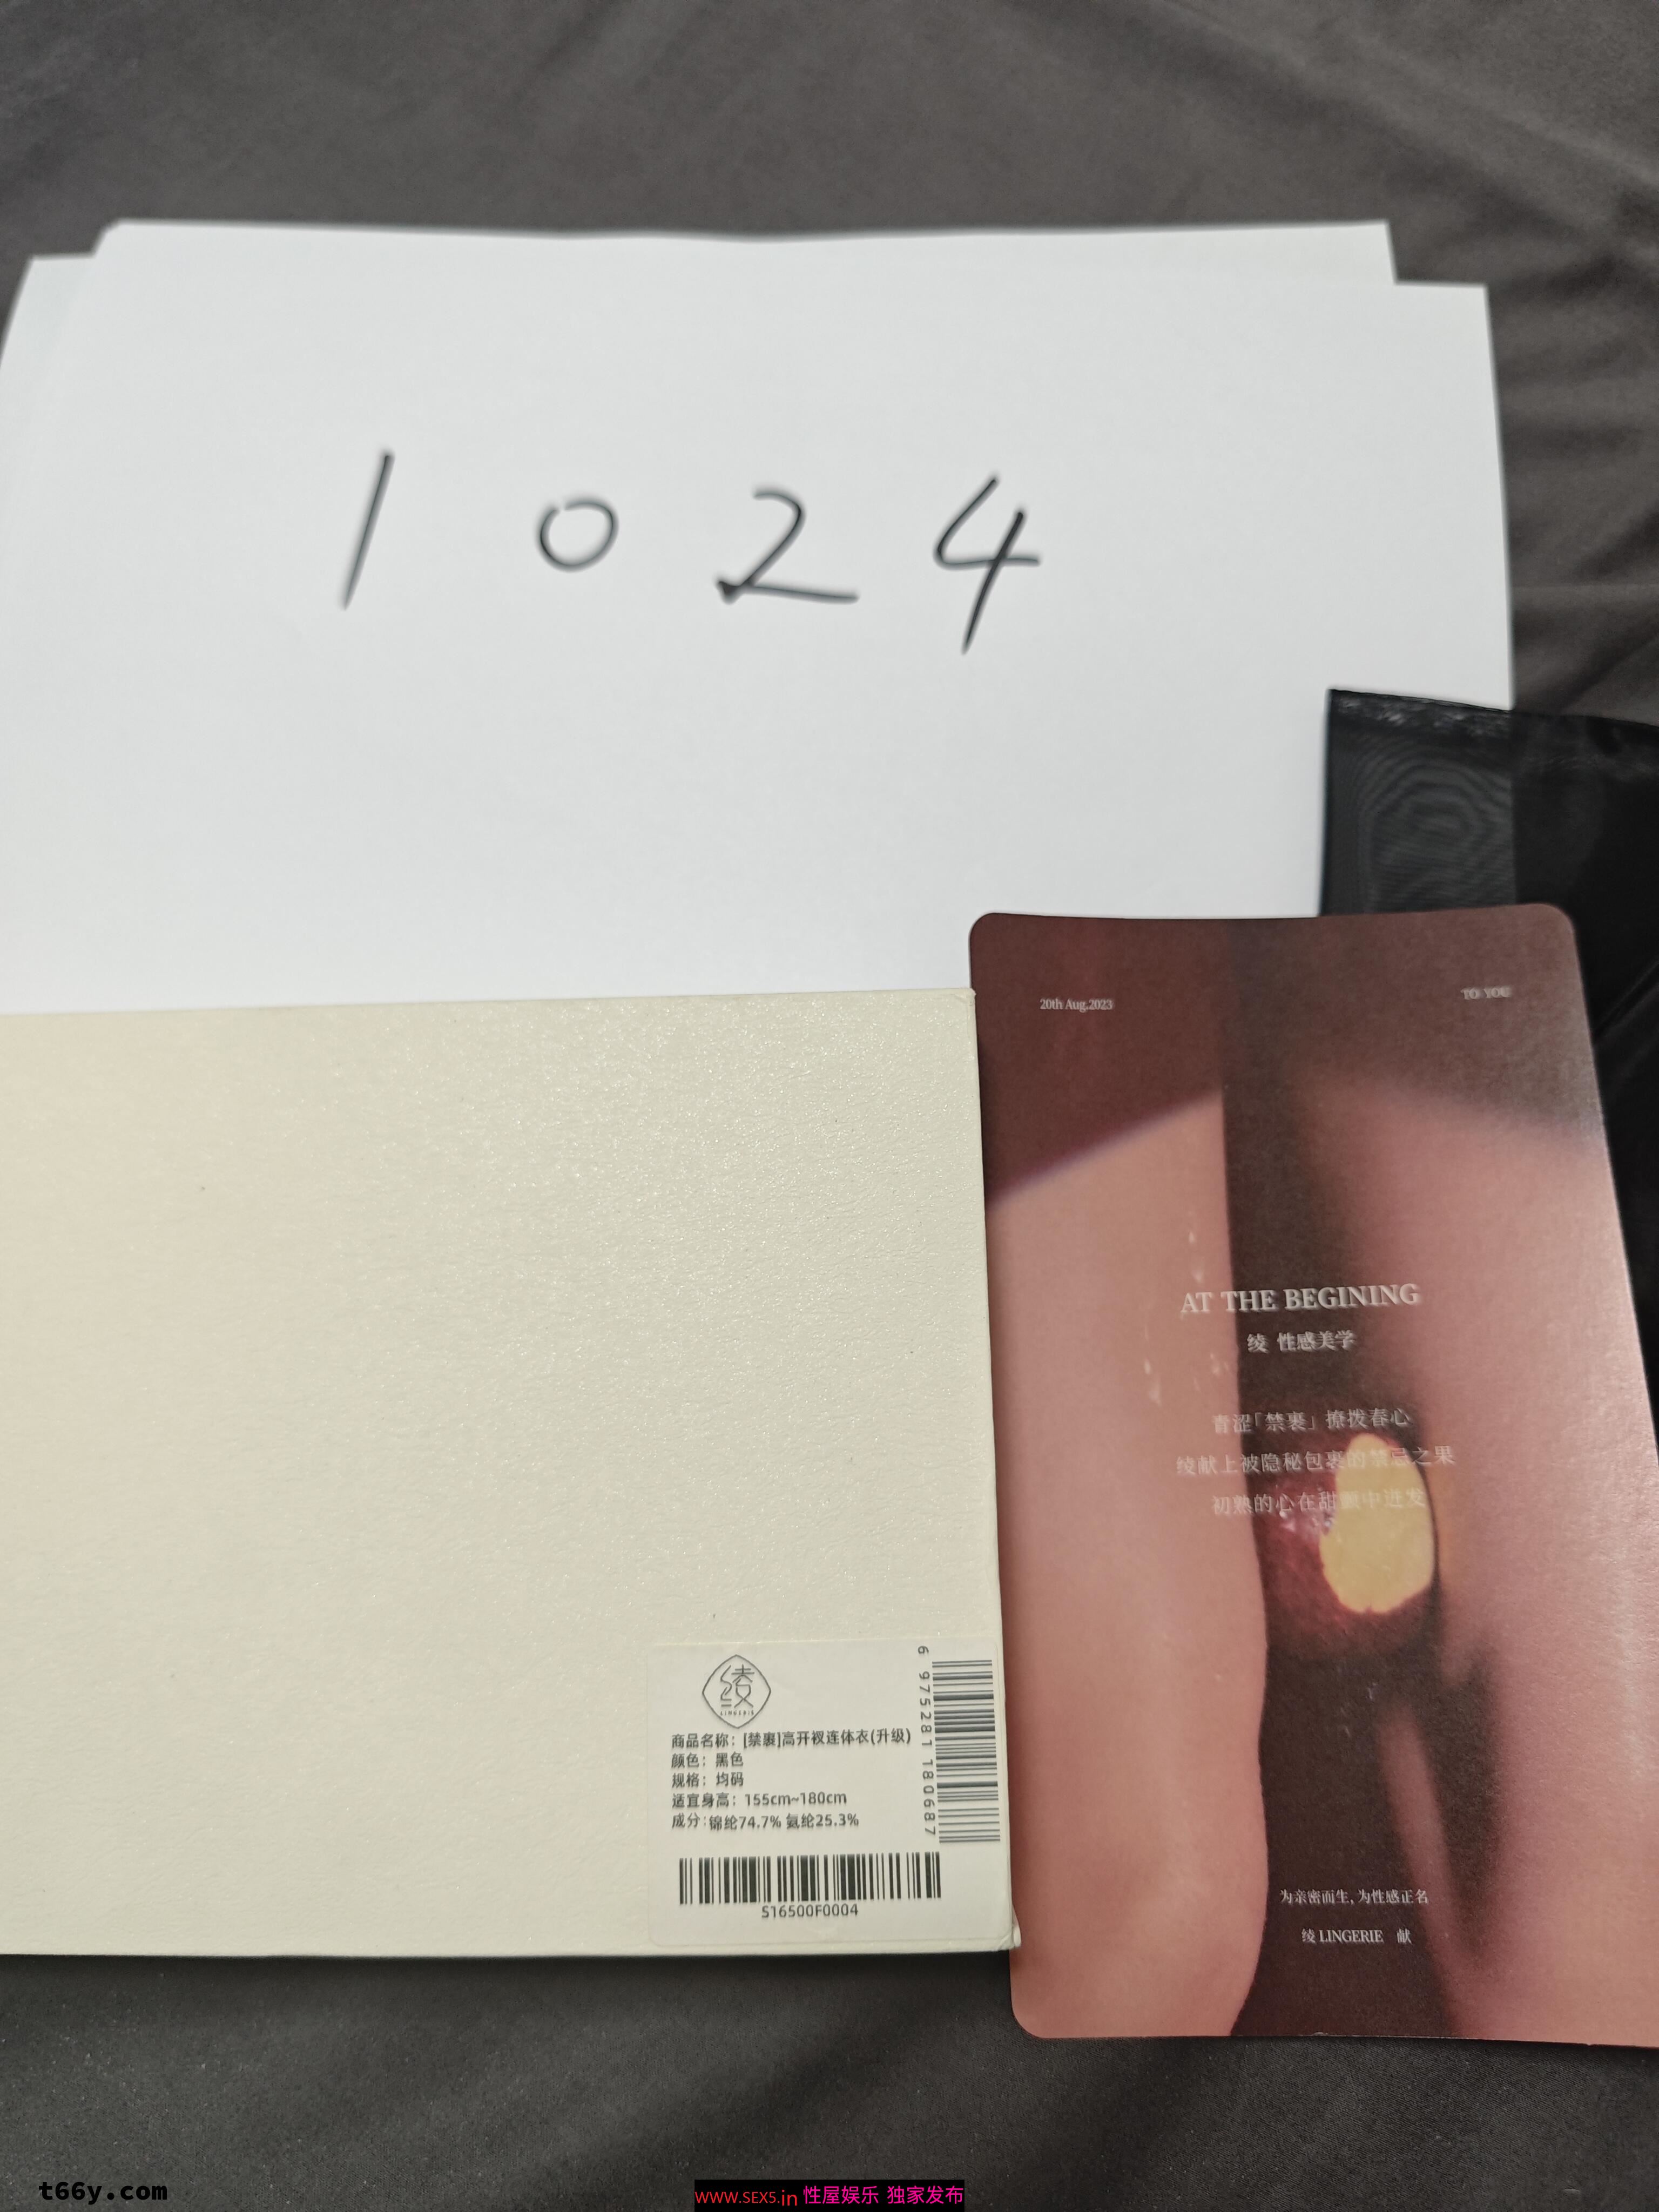 1024
20th Aug.2023
TO YOU
AT THE BEGINING
绫 性感美学
青涩「禁裹」撩拨春心
绫献上被隐秘包裹的禁忌之果
初熟的心在甜颤中迸发
为亲密而生,为性感正名
绫 LINGERIE 献
绫
LINGERIE
商品名称：[禁裹]高开衩连体衣(升级)
颜色：黑色
规格：均码
适宜身高：155cm~180cm
成分:锦纶74.7% 氨纶25.3%
6 975281 180687
S16500F0004
t66y.com
www.SEX5.in 性屋娱乐 独家发布